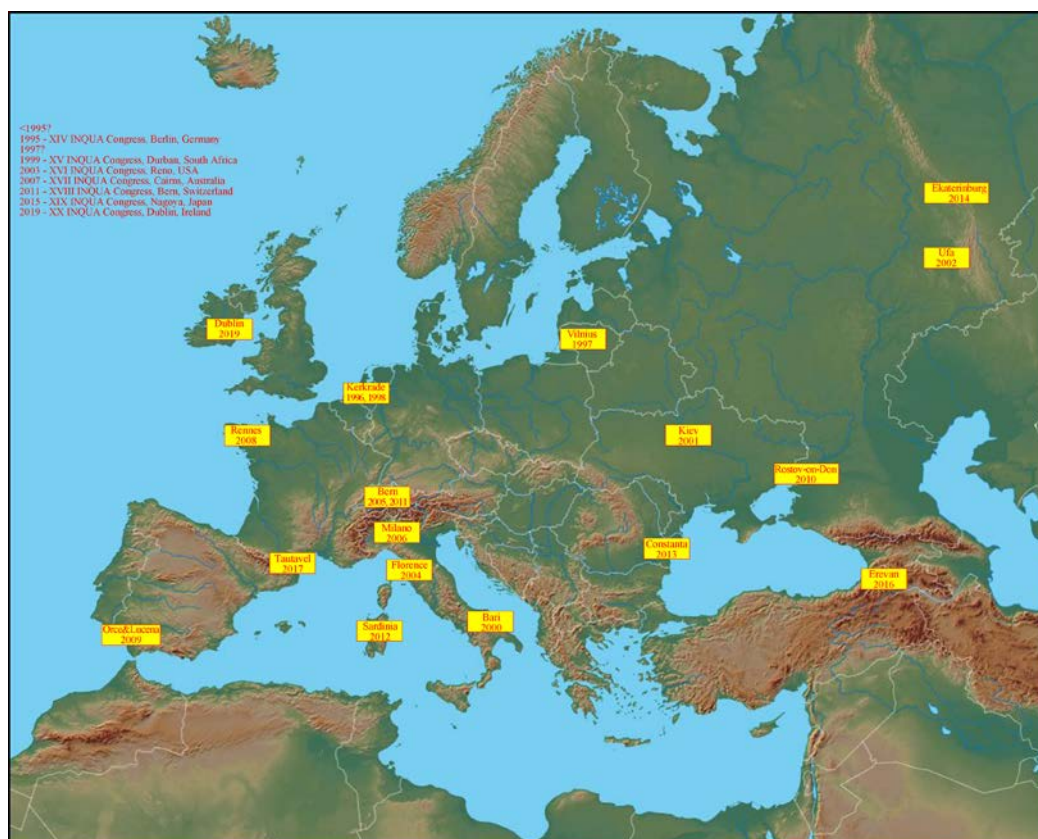 <1995?
1995 - XIV INQUA Congress, Berlin, Germany
1997?
1999 - XV INQUA Congress, Durban, South Africa
2003 - XVI INQUA Congress, Reno, USA
2007 - XVII INQUA Congress, Cairns, Australia
2011 - XVIII INQUA Congress, Bern, Switzerland
2015 - XIX INQUA Congress, Nagoya, Japan
2019 - XX INQUA Congress, Dublin, Ireland
Ekaterinburg
2014
Ufa
2002
Dublin
2019
Vilnius
1997
Kerkrade
1996, 1998
Rennes
2008
Kiev
2001
Rostov-on-Don
2010
Bern
2005, 2011
Milano
2006
Constanta
2013
Tautavel
2017
Florence
2004
Erevan
2016
Orce&Lucena
2009
Sardinia
2012
Bari
2000